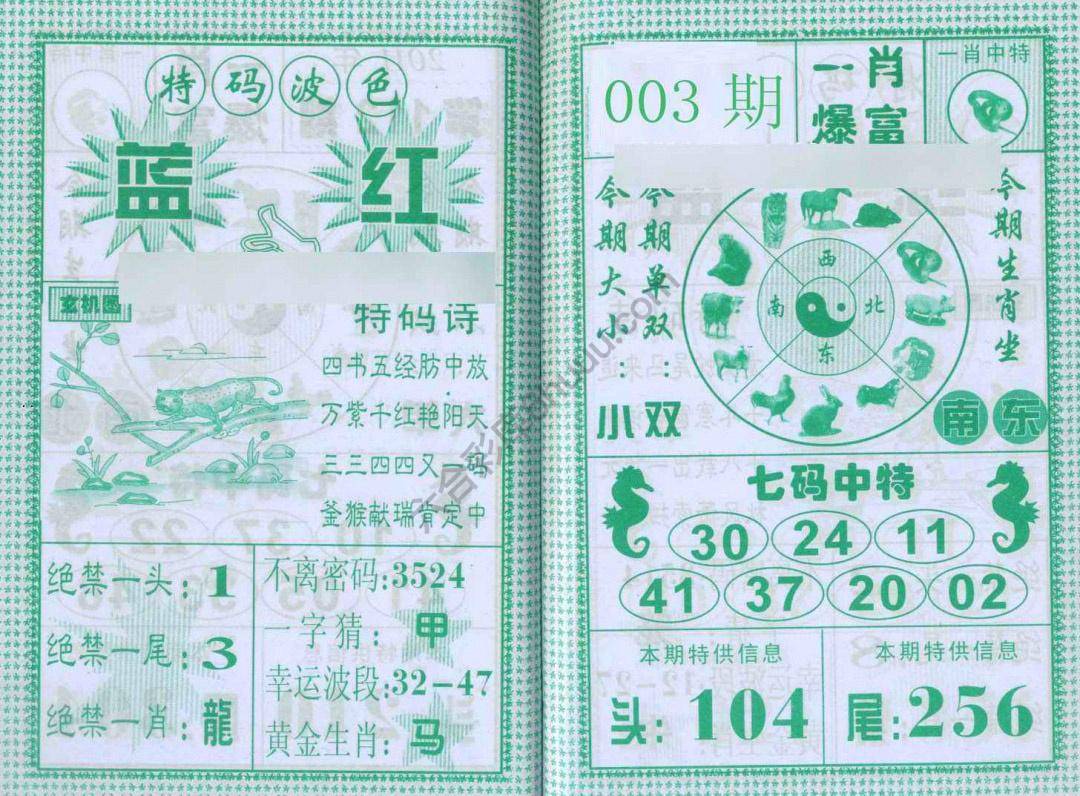 特码波色
蓝 红
玄机图
特码诗
四书五经肪中放
万紫千红艳阳天
三三四四又一码
釜猴献瑞肯定中
绝禁一头:1
绝禁一尾:3
绝禁一肖:龍
不离密码:3524
一字猜:甲
幸运波段:32-47
黄金生肖:马
003期
一肖
爆富
一肖中特
今期大小:小
今期单双:双
西
南 北
东
今期生肖坐
南东
七码中特
30 24 11
41 37 20 02
本期特供信息
头:104
本期特供信息
尾:256